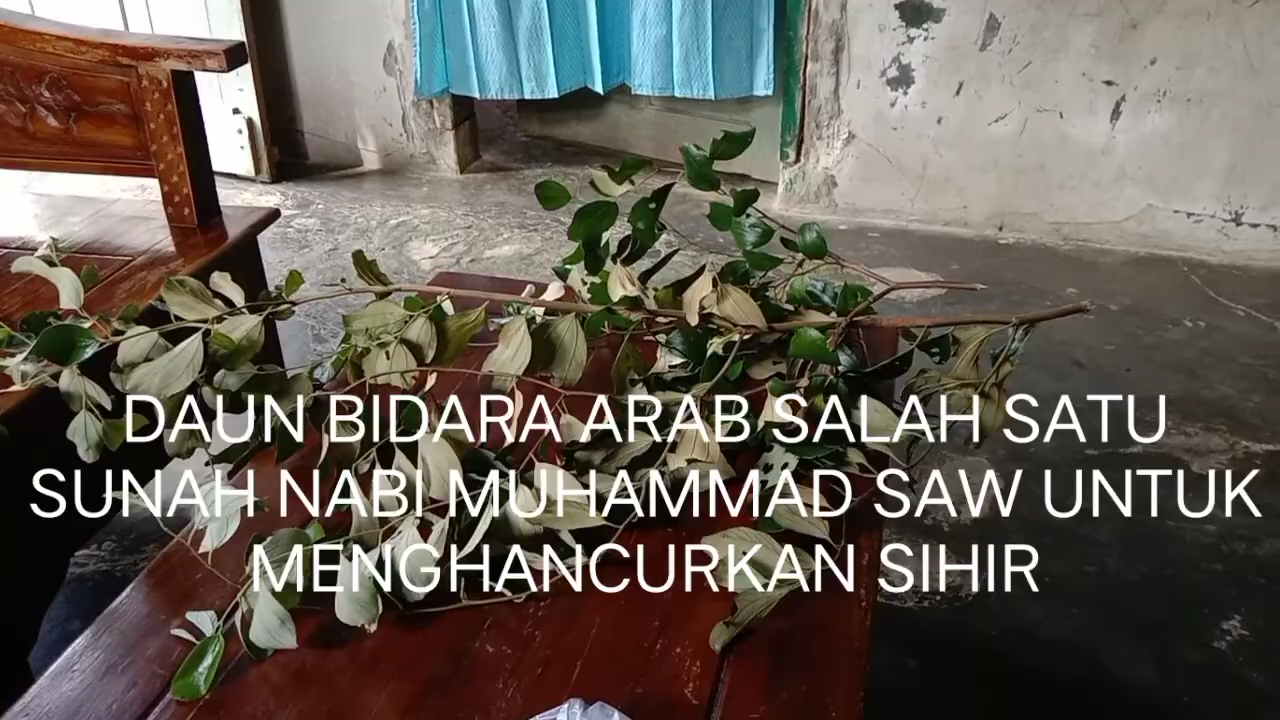 DAUN BIDARA ARAB SALAH SATU
SUNAH NABI MUHAMMAD SAW UNTUK
MENGHANCURKAN SIHIR